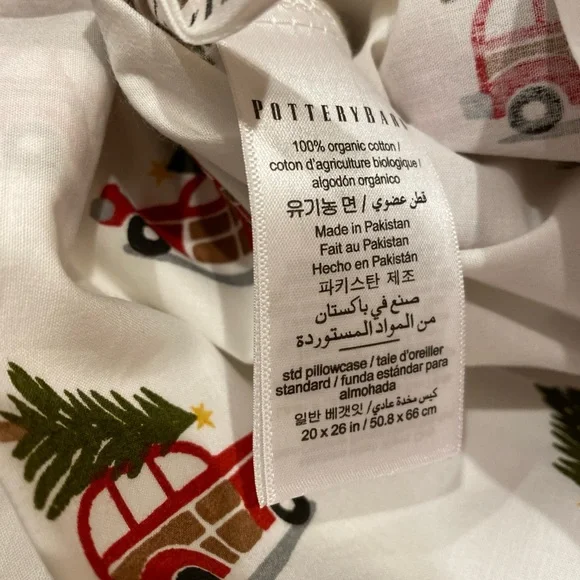 POTTERYBARN
100% organic cotton /
coton d'agriculture biologique /
algodón orgánico
유기농 면 / قطن عضوي
Made in Pakistan
Fait au Pakistan
Hecho en Pakistán
파키스탄 제조
صنع في باكستان
من المواد المستوردة
std pillowcase / taie d'oreiller
standard / funda estándar para
almohada
일반 베갯잇 / كيس مخدة عادي
20 x 26 in / 50.8 x 66 cm